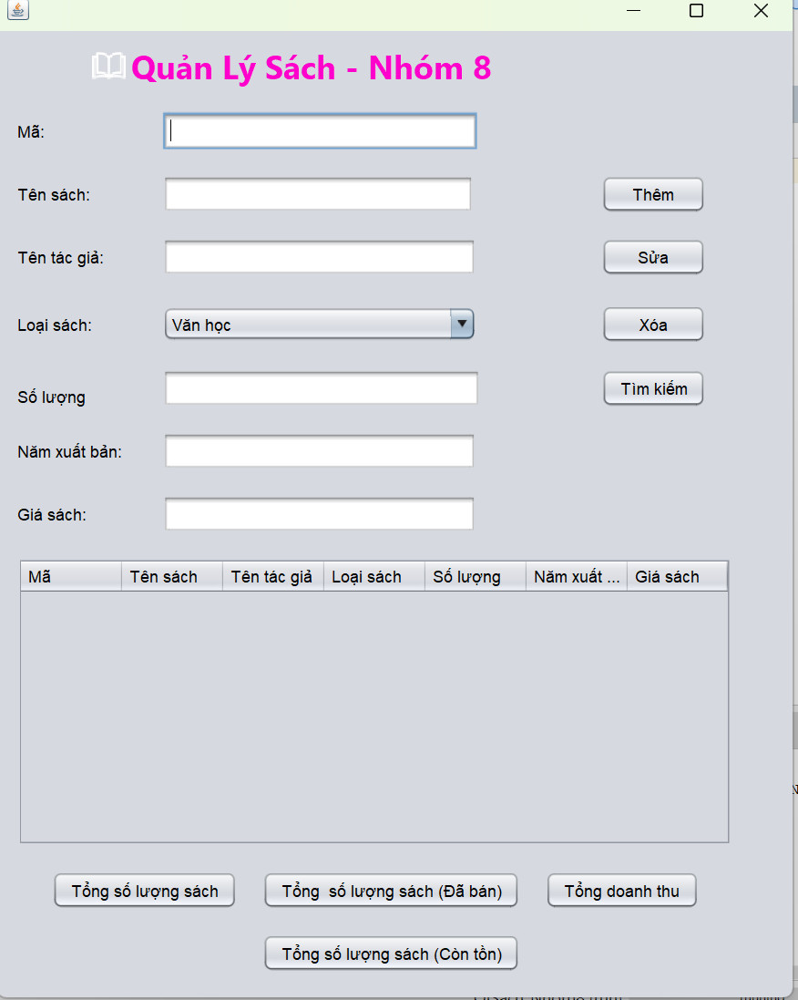 Quản Lý Sách - Nhóm 8
Mã:
Tên sách:
Thêm
Tên tác giả:
Sửa
Loại sách:
Văn học
Xóa
Số lượng
Tìm kiếm
Năm xuất bản:
Giá sách:
Mã Tên sách Tên tác giả Loại sách Số lượng Năm xuất ... Giá sách
Tổng số lượng sách
Tổng  số lượng sách (Đã bán)
Tổng doanh thu
Tổng số lượng sách (Còn tồn)